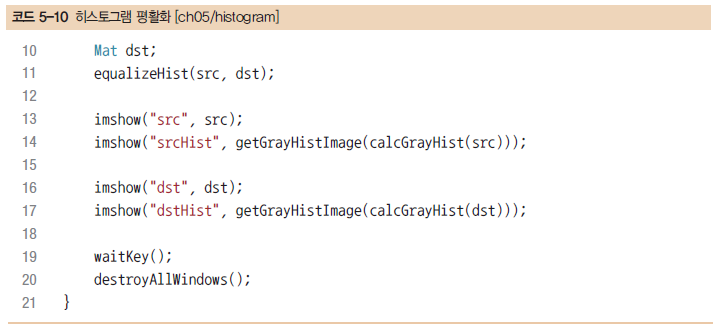 코드 5-10 히스토그램 평활화 [ch05/histogram]
10 Mat dst;
11 equalizeHist(src, dst);
12
13 imshow("src", src);
14 imshow("srcHist", getGrayHistImage(calcGrayHist(src)));
15
16 imshow("dst", dst);
17 imshow("dstHist", getGrayHistImage(calcGrayHist(dst)));
18
19 waitKey();
20 destroyAllWindows();
21 }